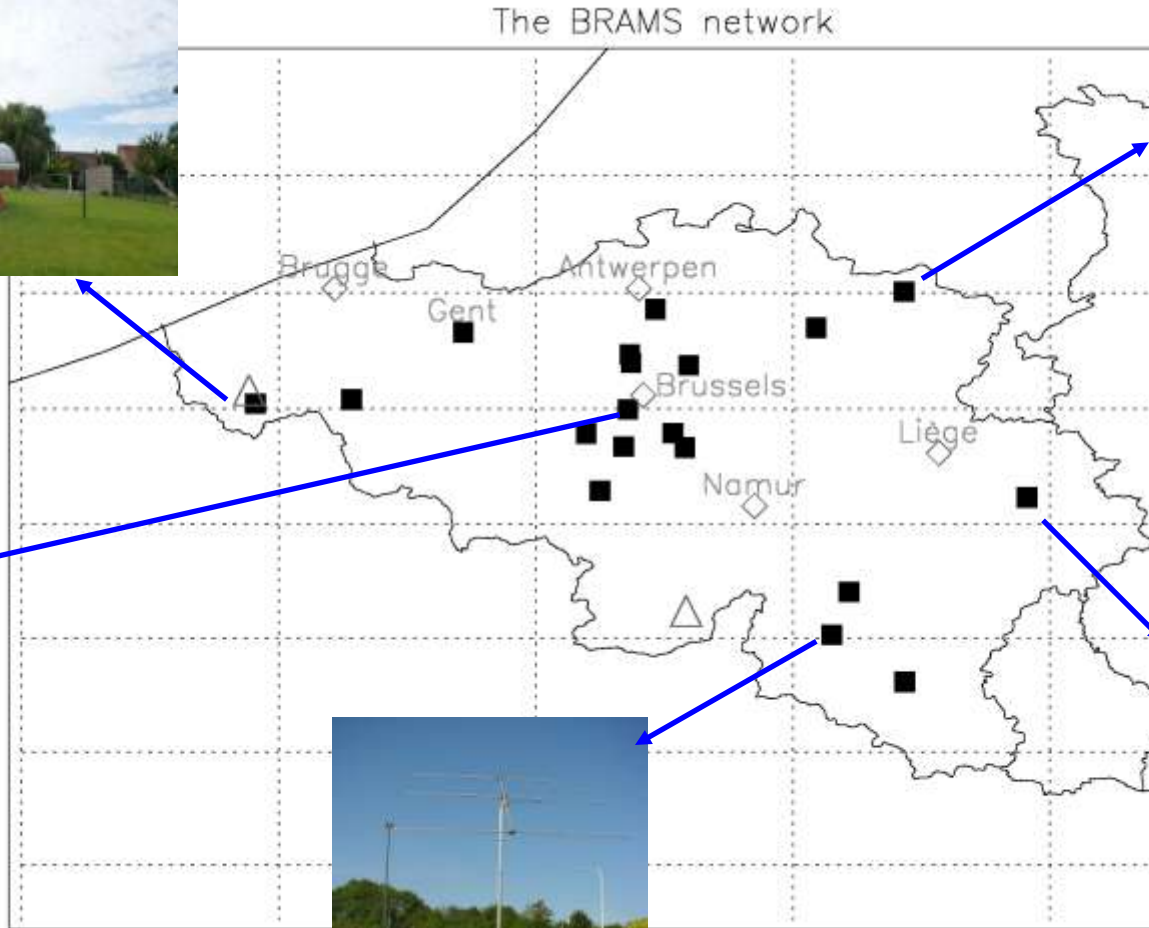 The BRAMS network
Brugge
Antwerpen
Gent
Brussels
Liège
Namur